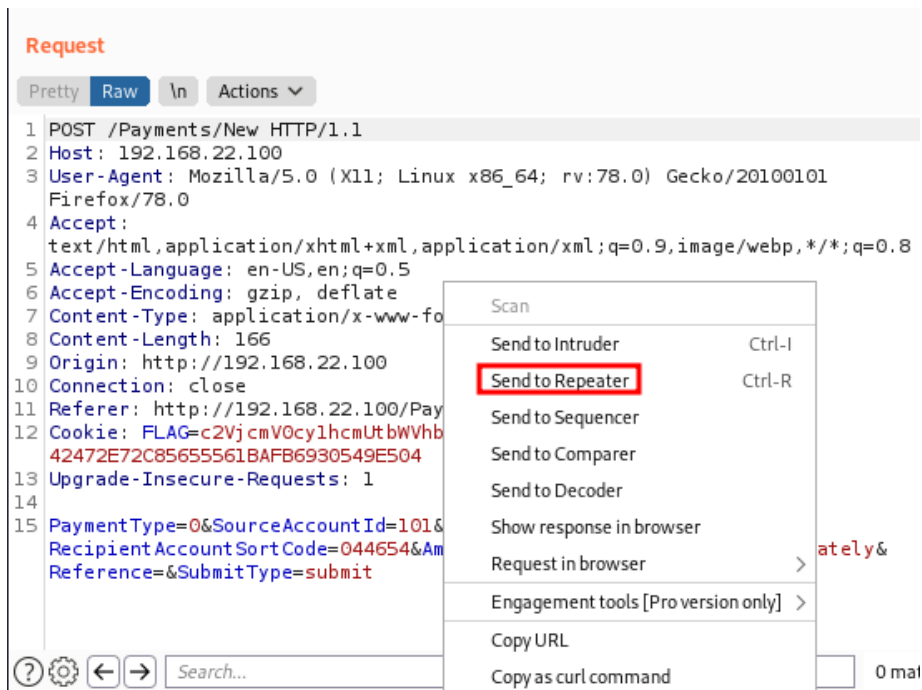 Request
Pretty Raw \n Actions
1 POST /Payments/New HTTP/1.1
2 Host: 192.168.22.100
3 User-Agent: Mozilla/5.0 (X11; Linux x86_64; rv:78.0) Gecko/20100101
Firefox/78.0
4 Accept:
text/html,application/xhtml+xml,application/xml;q=0.9,image/webp,*/*;q=0.8
5 Accept-Language: en-US,en;q=0.5
6 Accept-Encoding: gzip, deflate
7 Content-Type: application/x-www-fo
8 Content-Length: 166
9 Origin: http://192.168.22.100
10 Connection: close
11 Referer: http://192.168.22.100/Pay
12 Cookie: FLAG=c2VjcmV0cy1hcmUtbWVhb
42472E72C85655561BAFB6930549E504
13 Upgrade-Insecure-Requests: 1
14
15 PaymentType=0&SourceAccountId=101&
RecipientAccountSortCode=044654&Am
ately&
Reference=&SubmitType=submit
Scan
Send to Intruder Ctrl-I
Send to Repeater Ctrl-R
Send to Sequencer
Send to Comparer
Send to Decoder
Show response in browser
Request in browser >
Engagement tools [Pro version only] >
Copy URL
Copy as curl command
? ← → Search...
0 mat